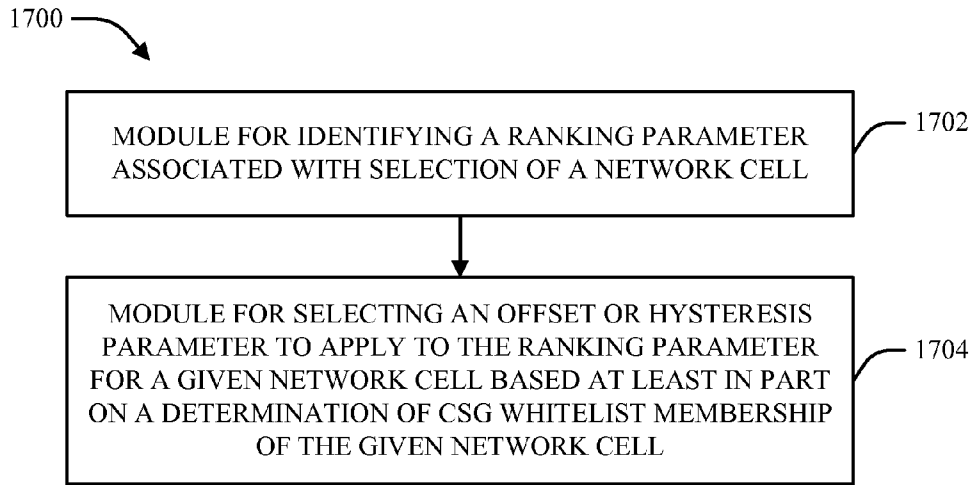 1700
MODULE FOR IDENTIFYING A RANKING PARAMETER
ASSOCIATED WITH SELECTION OF A NETWORK CELL
1702
MODULE FOR SELECTING AN OFFSET OR HYSTERESIS
PARAMETER TO APPLY TO THE RANKING PARAMETER
FOR A GIVEN NETWORK CELL BASED AT LEAST IN PART
ON A DETERMINATION OF CSG WHITELIST MEMBERSHIP
OF THE GIVEN NETWORK CELL
1704